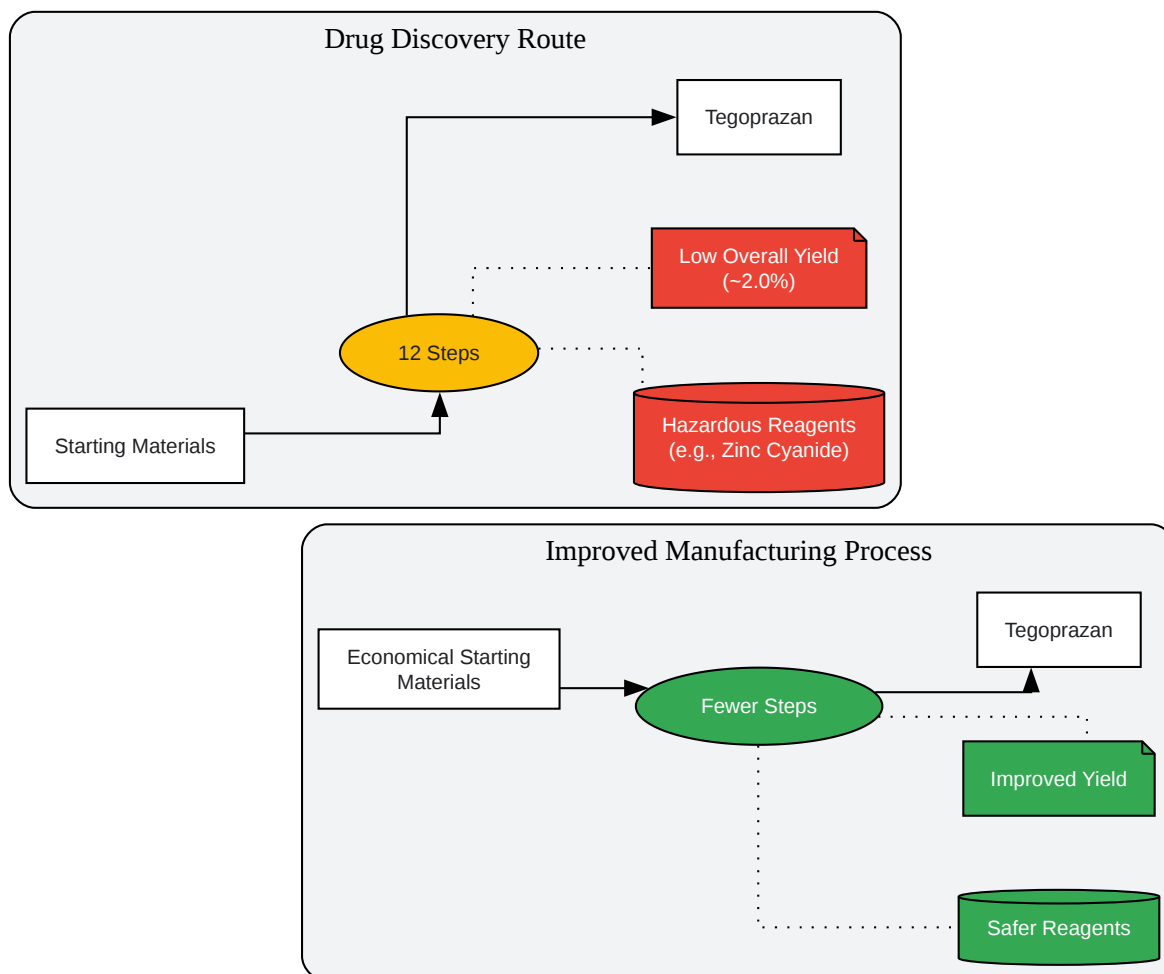 Drug Discovery Route
Tegoprazan
Low Overall Yield
(~2.0%)
12 Steps
Hazardous Reagents
(e.g., Zinc Cyanide)
Starting Materials
Improved Manufacturing Process
Tegoprazan
Economical Starting
Materials
Fewer Steps
Improved Yield
Safer Reagents